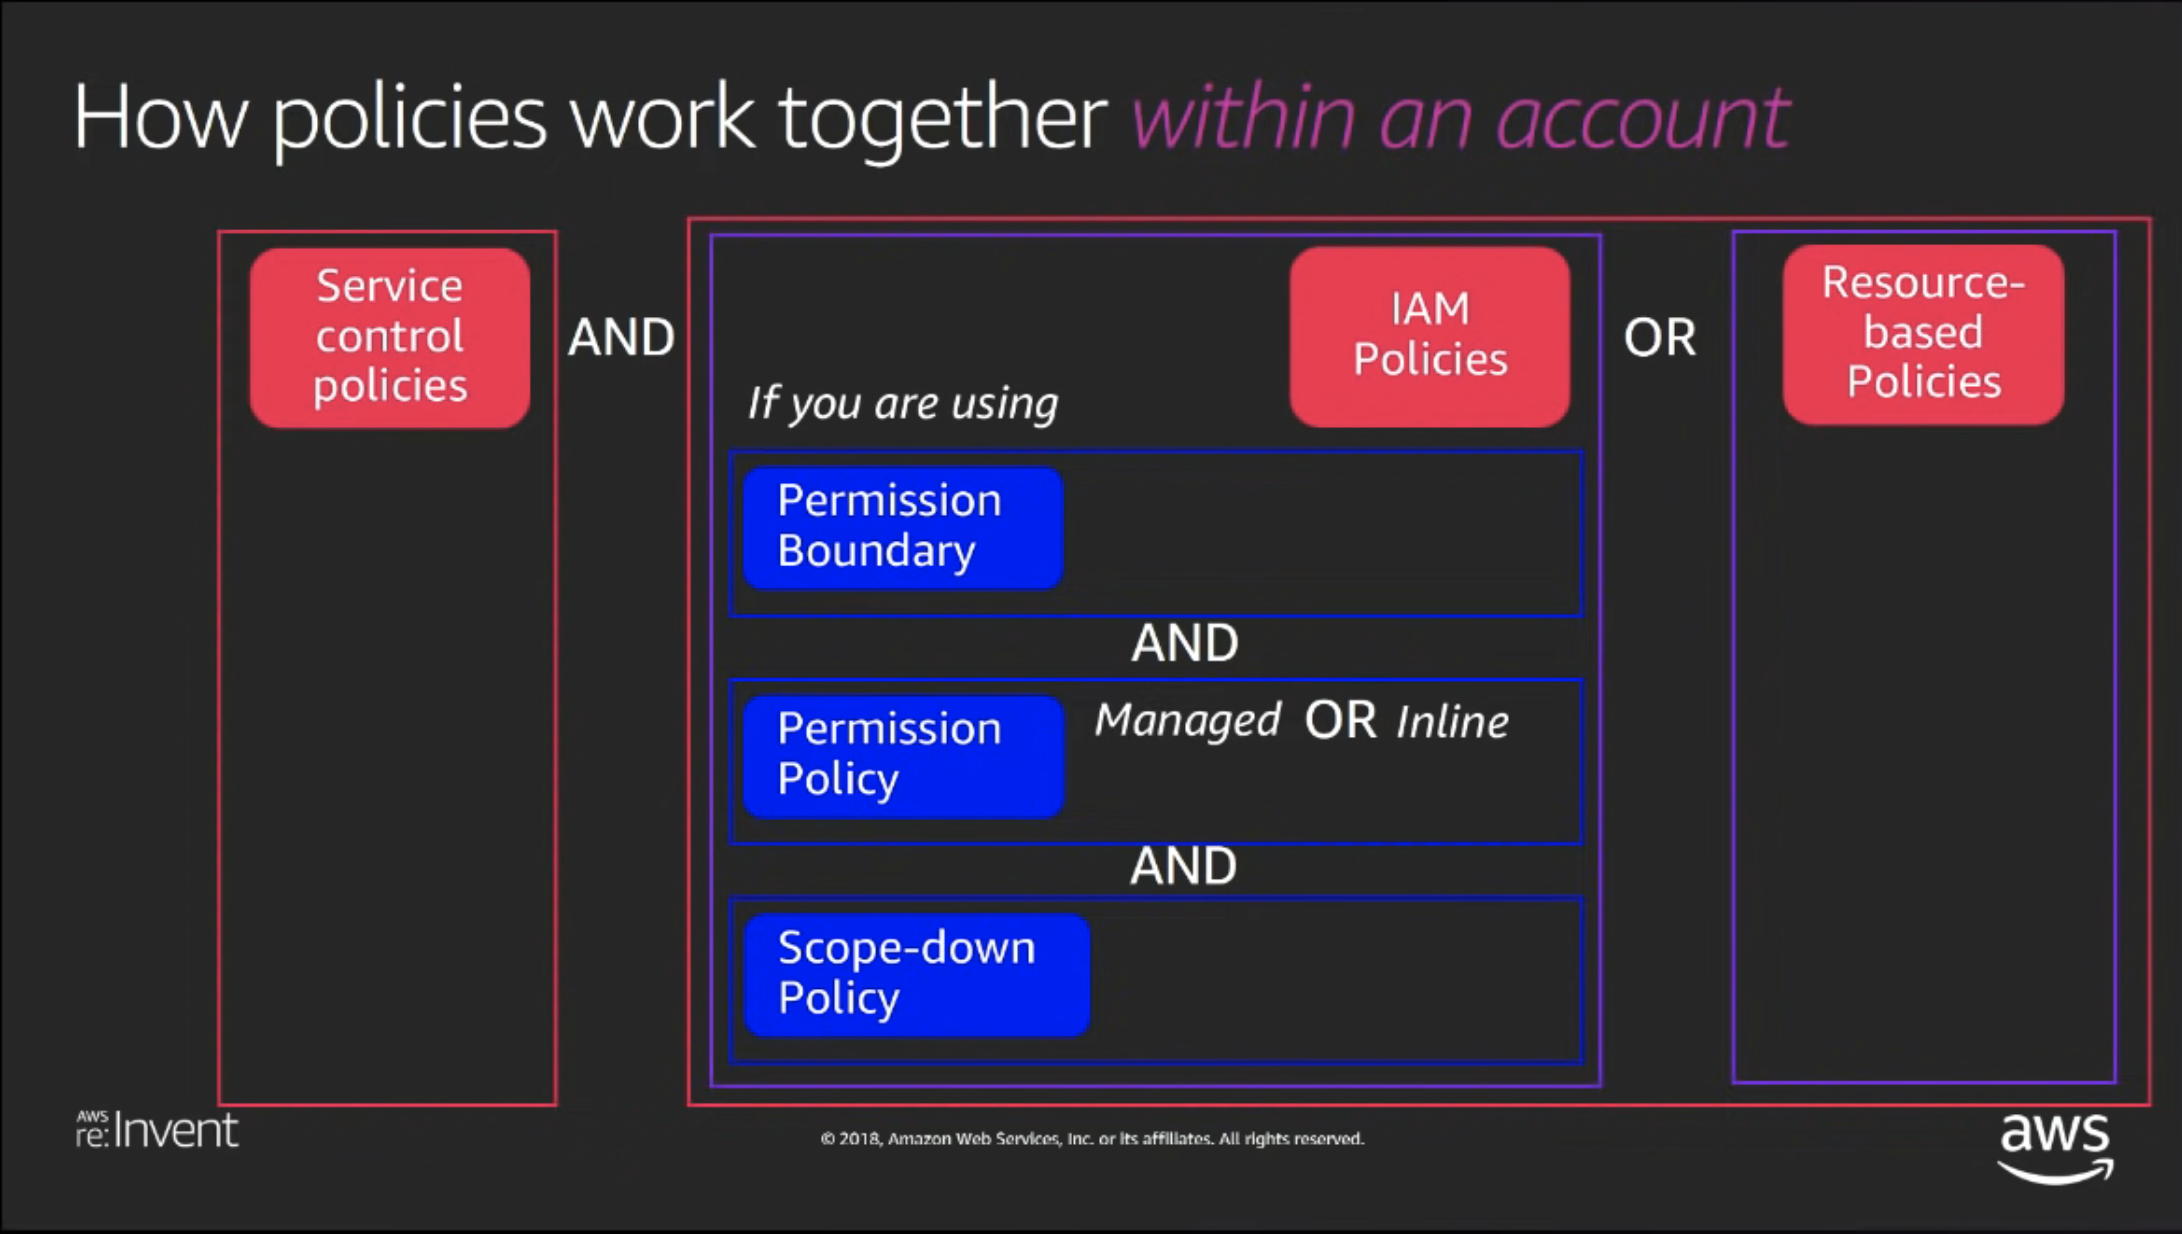 How policies work together within an account
Service
control
policies
AND
If you are using
IAM
Policies
OR
Resource-
based
Policies
Permission
Boundary
AND
Permission
Policy
Managed OR Inline
AND
Scope-down
Policy
AWS
re:Invent
© 2018, Amazon Web Services, Inc. or its affiliates. All rights reserved.
aws